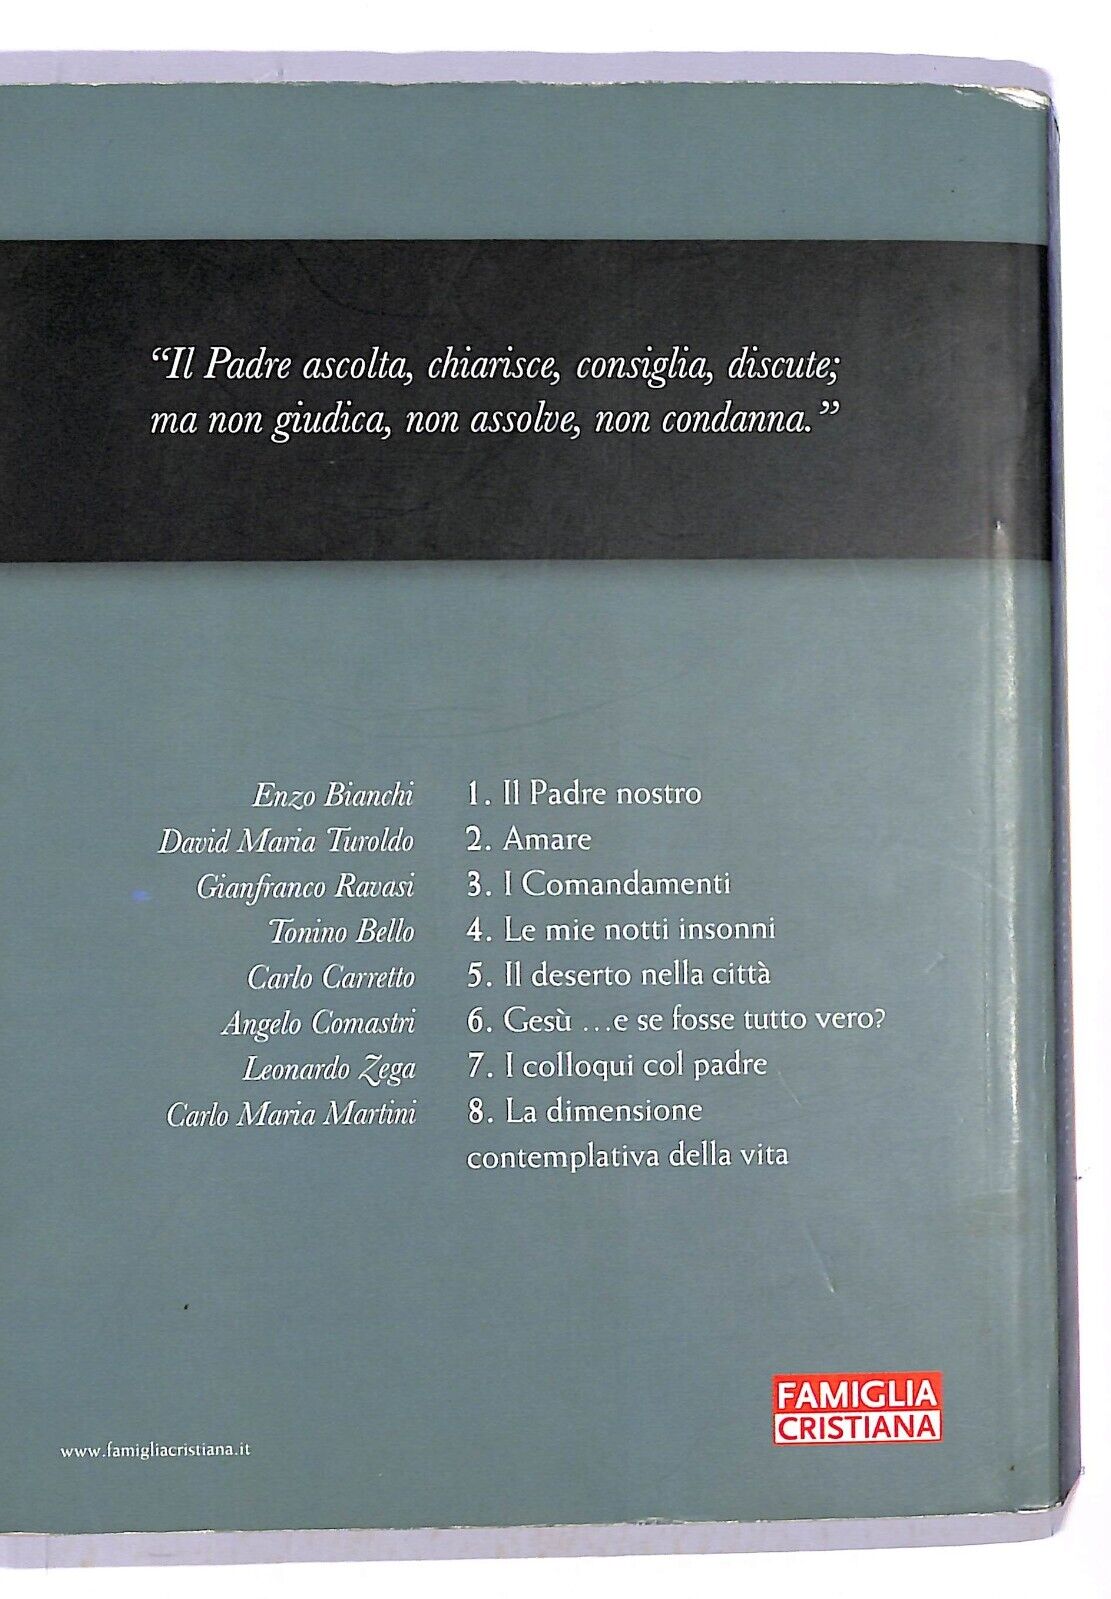 “Il Padre ascolta, chiarisce, consiglia, discute;
ma non giudica, non assolve, non condanna.”
Enzo Bianchi 1. Il Padre nostro
David Maria Turoldo 2. Amare
Gianfranco Ravasi 3. I Comandamenti
Tonino Bello 4. Le mie notti insonni
Carlo Carretto 5. Il deserto nella città
Angelo Comastri 6. Gesù ...e se fosse tutto vero?
Leonardo Zega 7. I colloqui col padre
Carlo Maria Martini 8. La dimensione
contemplativa della vita
FAMIGLIA
CRISTIANA
www.famigliacristiana.it